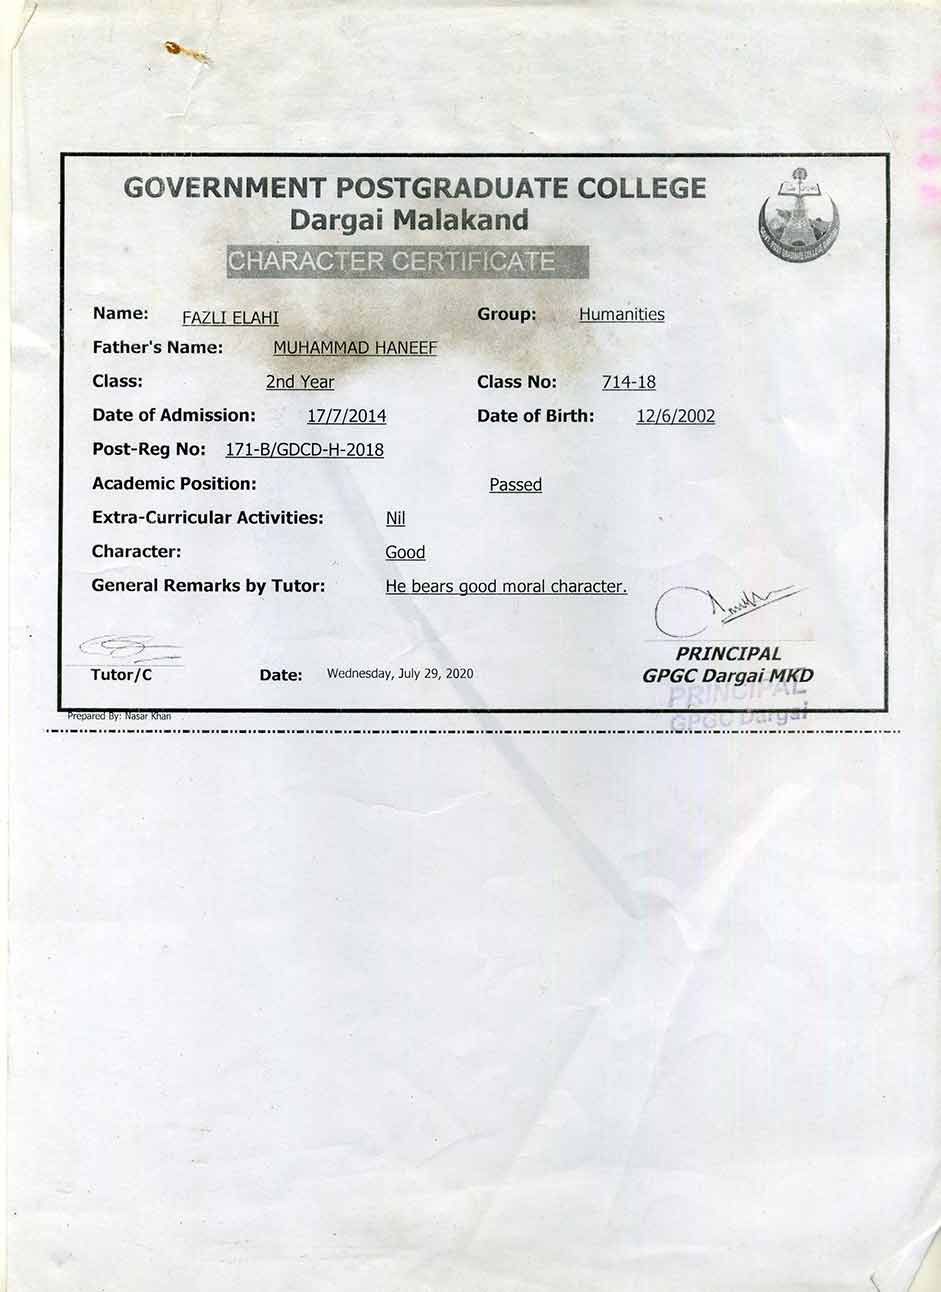 GOVERNMENT POSTGRADUATE COLLEGE
Dargai Malakand
CHARACTER CERTIFICATE
Name: FAZLI ELAHI Group: Humanities
Father's Name: MUHAMMAD HANEEF
Class: 2nd Year Class No: 714-18
Date of Admission: 17/7/2014 Date of Birth: 12/6/2002
Post-Reg No: 171-B/GDCD-H-2018
Academic Position: Passed
Extra-Curricular Activities: Nil
Character: Good
General Remarks by Tutor: He bears good moral character.
PRINCIPAL
Tutor/C Date: Wednesday, July 29, 2020 GPGC Dargai MKD
PRINCIPAL
GPGC Dargai
Prepared By: Nasar Khan